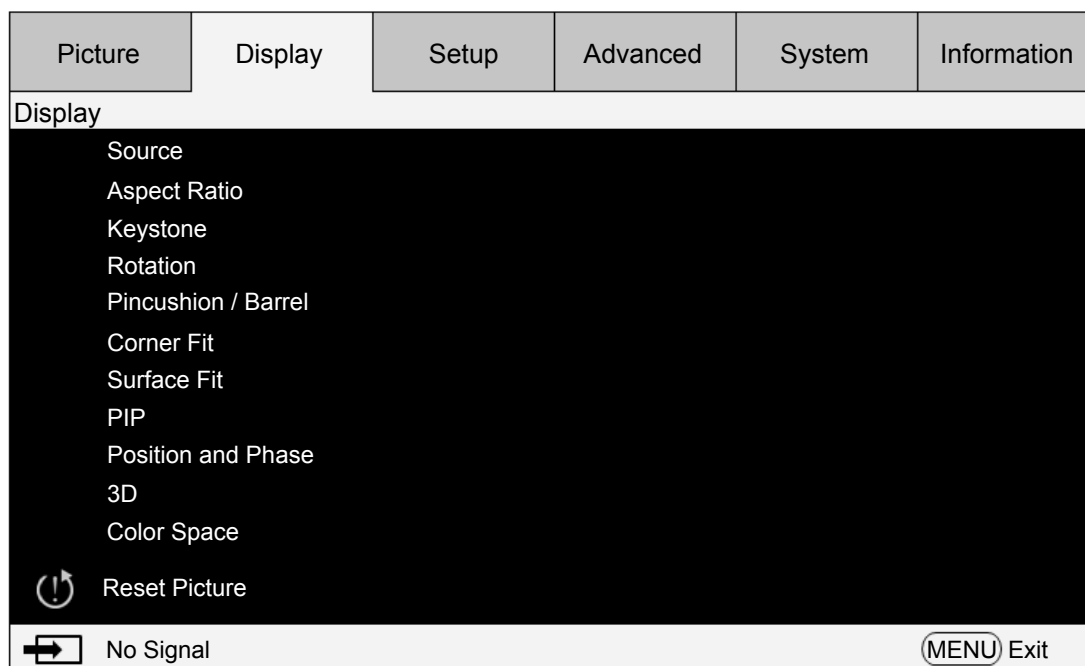 Picture Display Setup Advanced System Information
Display
Source
Aspect Ratio
Keystone
Rotation
Pincushion / Barrel
Corner Fit
Surface Fit
PIP
Position and Phase
3D
Color Space
Reset Picture
No Signal MENU Exit